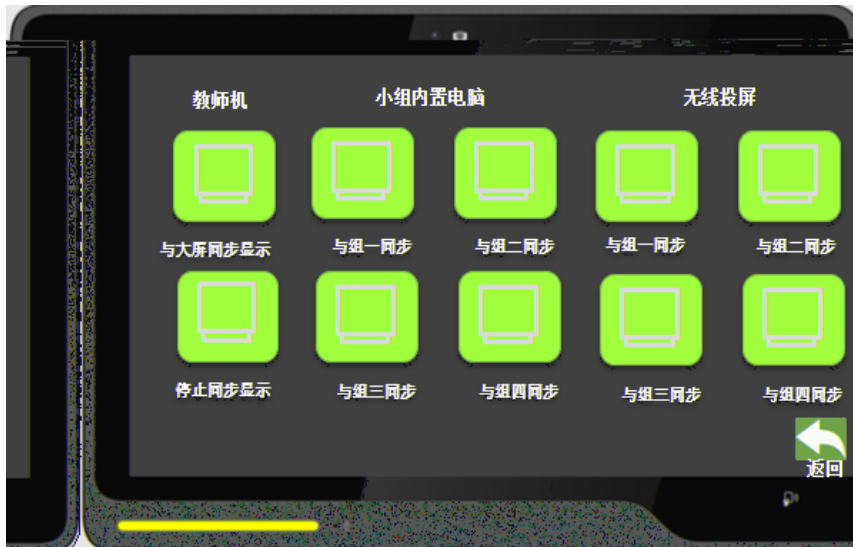 教师机 小组内置电脑 无线投屏
与大屏同步显示 与组一同步 与组二同步 与组一同步 与组二同步
停止同步显示 与组三同步 与组四同步 与组三同步 与组四同步
返回